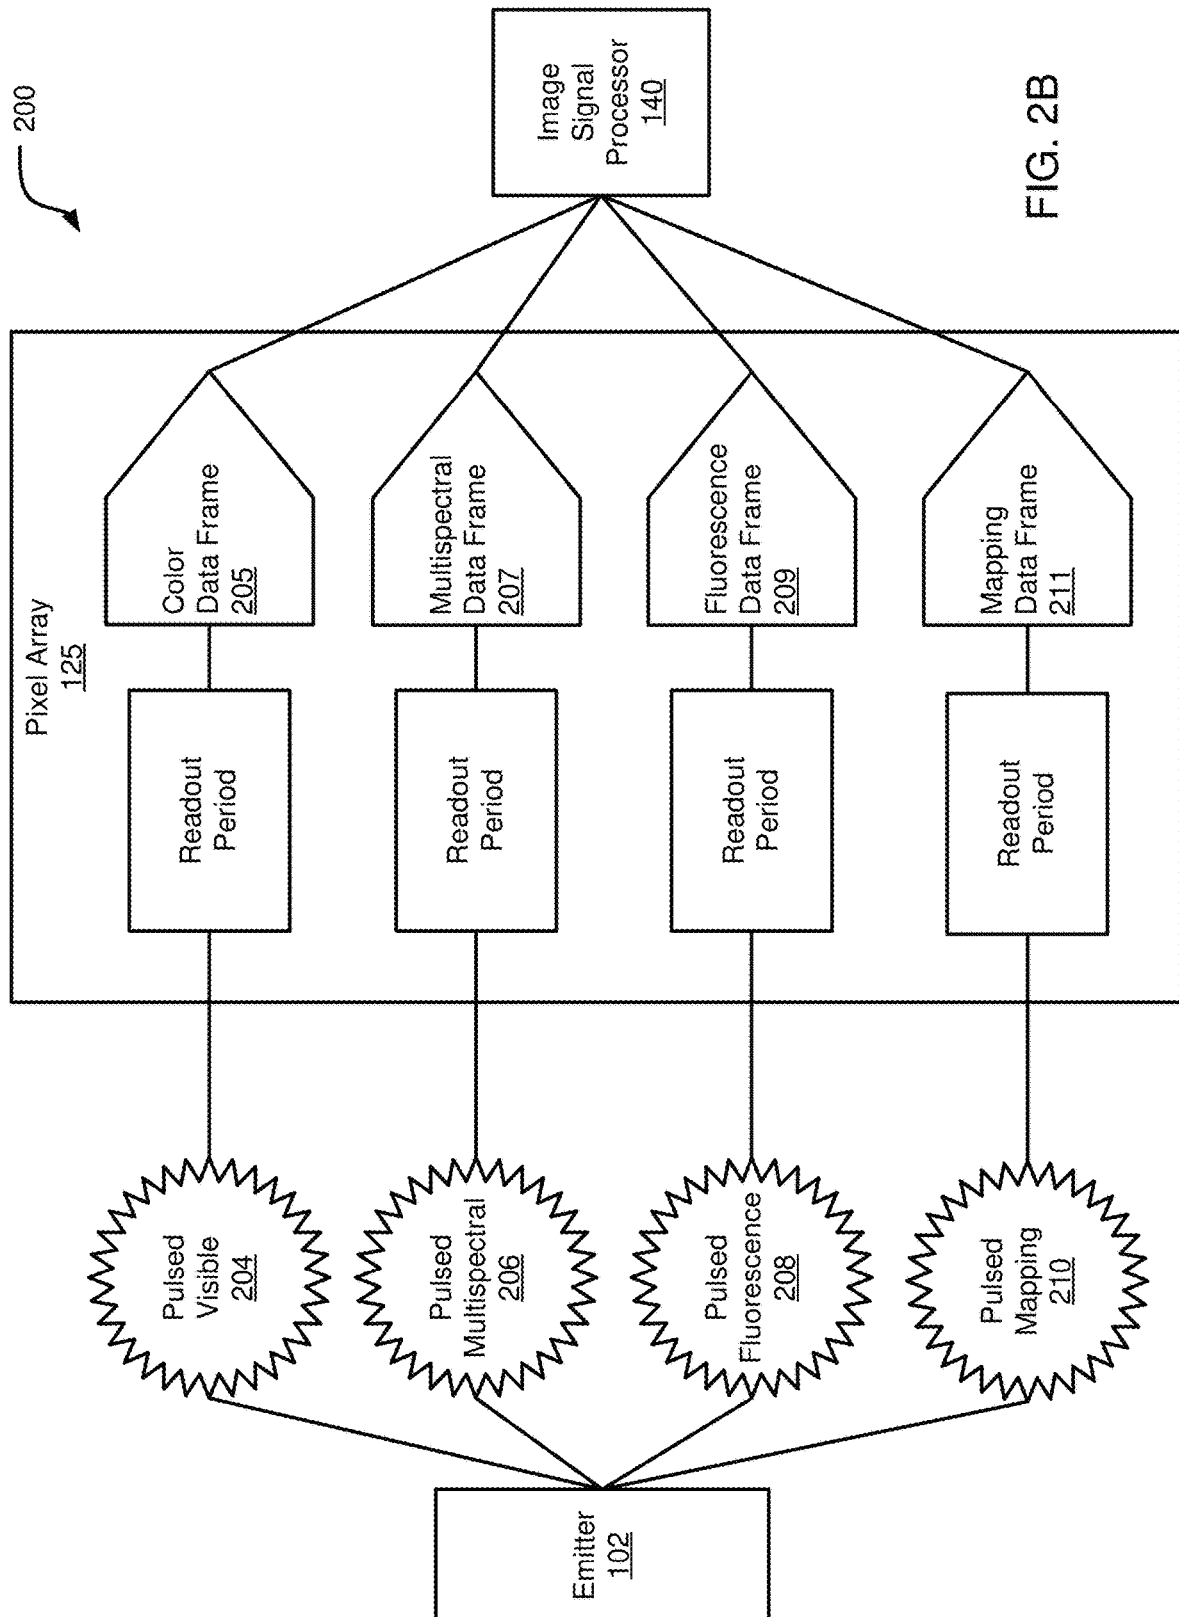 200
Pixel Array
125
Emitter
102
Pulsed
Visible
204
Readout
Period
Color
Data Frame
205
Pulsed
Multispectral
206
Readout
Period
Multispectral
Data Frame
207
Pulsed
Fluorescence
208
Readout
Period
Fluorescence
Data Frame
209
Pulsed
Mapping
210
Readout
Period
Mapping
Data Frame
211
Image
Signal
Processor
140
FIG. 2B